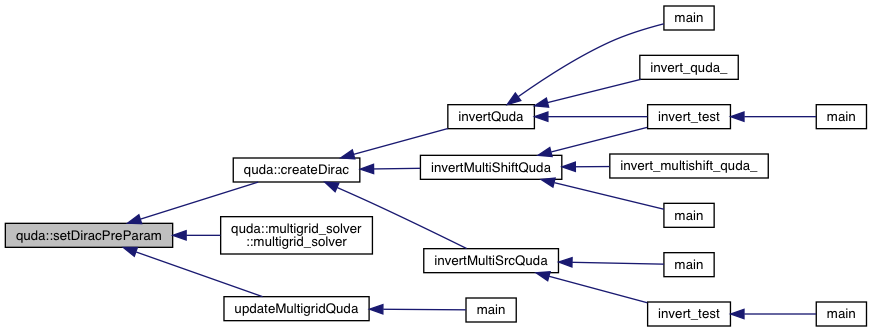 main
invert_quda_
invertQuda
invert_test
main
quda::createDirac
invertMultiShiftQuda
invert_multishift_quda_
main
quda::setDiracPreParam
quda::multigrid_solver
::multigrid_solver
invertMultiSrcQuda
main
updateMultigridQuda
main
invert_test
main